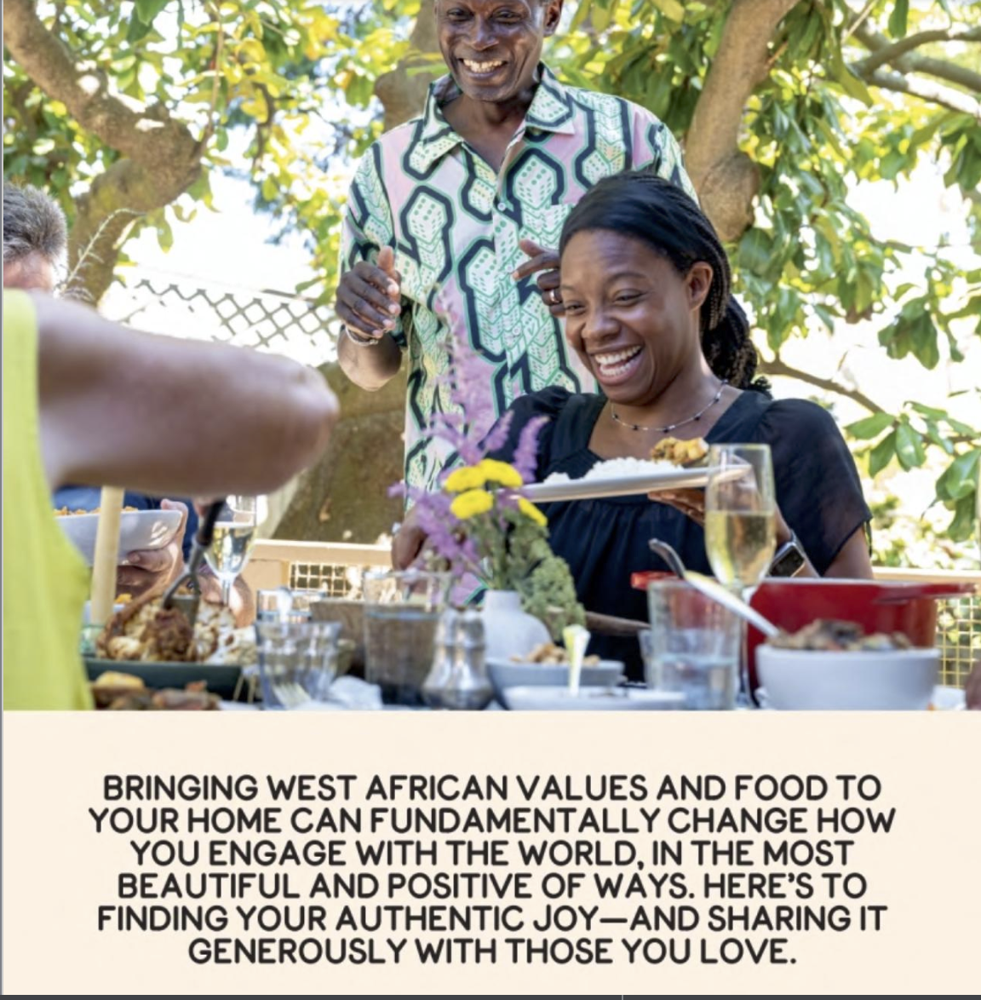 BRINGING WEST AFRICAN VALUES AND FOOD TO
YOUR HOME CAN FUNDAMENTALLY CHANGE HOW
YOU ENGAGE WITH THE WORLD, IN THE MOST
BEAUTIFUL AND POSITIVE OF WAYS. HERE’S TO
FINDING YOUR AUTHENTIC JOY—AND SHARING IT
GENEROUSLY WITH THOSE YOU LOVE.